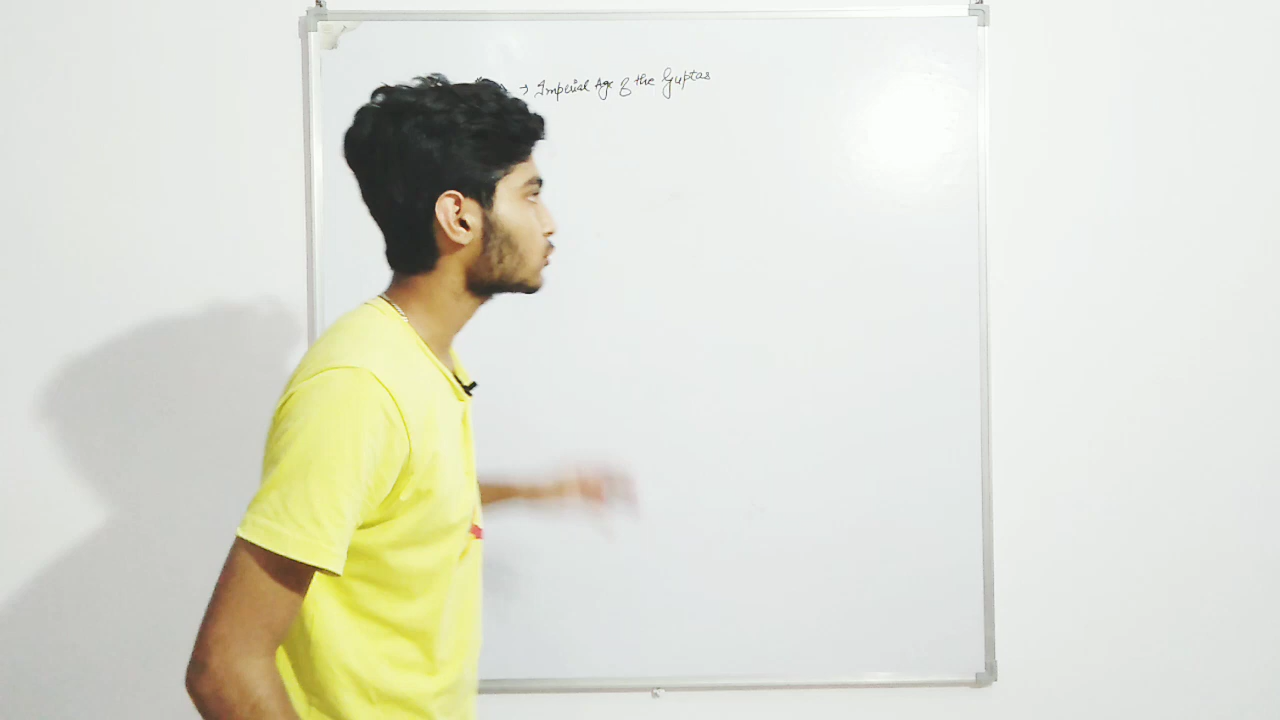 → Imperial Age of the Guptas